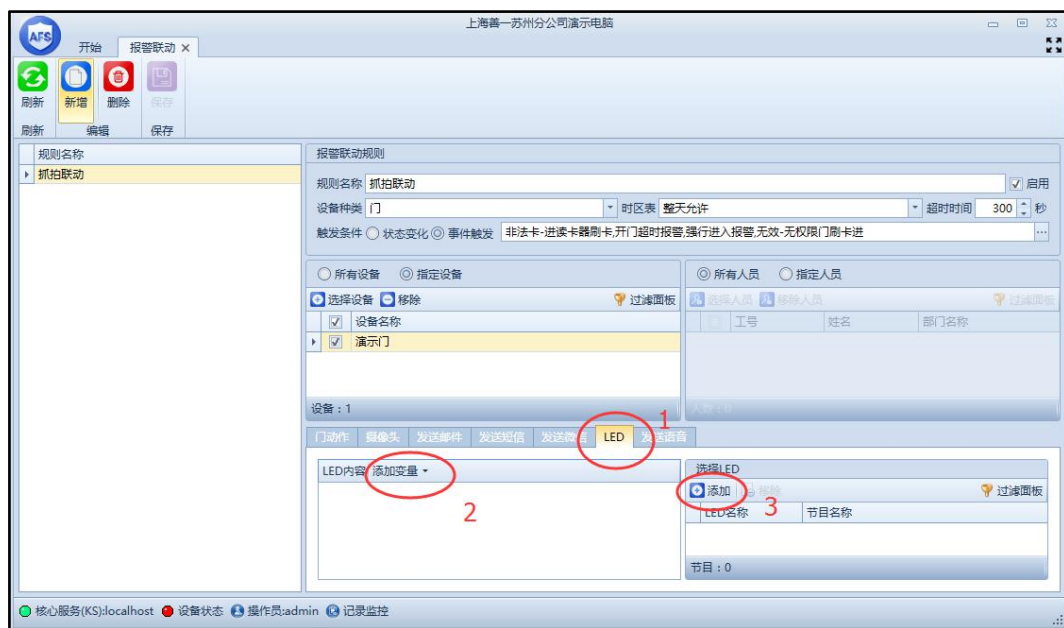 上海善一苏州分公司演示电脑
AFS
开始 报警联动
刷新 新增 删除 保存
刷新 编辑 保存
规则名称
抓拍联动
报警联动规则
规则名称 抓拍联动 启用
设备种类 门 时区表 整天允许 超时时间 300 秒
触发条件 状态变化 事件触发 非法卡-进读卡器刷卡,开门超时报警,强行进入报警,无效-无权限门刷卡进 ...
所有设备 指定设备
选择设备 移除 过滤面板
设备名称
演示门
设备：1
所有人员 指定人员
选择人员 移除人员 过滤面板
工号 姓名 部门名称
人数：0
门动作 摄像头 发送邮件 发送短信 发送微信 LED 发送语音
1
LED内容 添加变量
2
选择LED
添加 移除 过滤面板
3
LED名称 节目名称
节目：0
核心服务(KS):localhost 设备状态 操作员:admin 记录监控